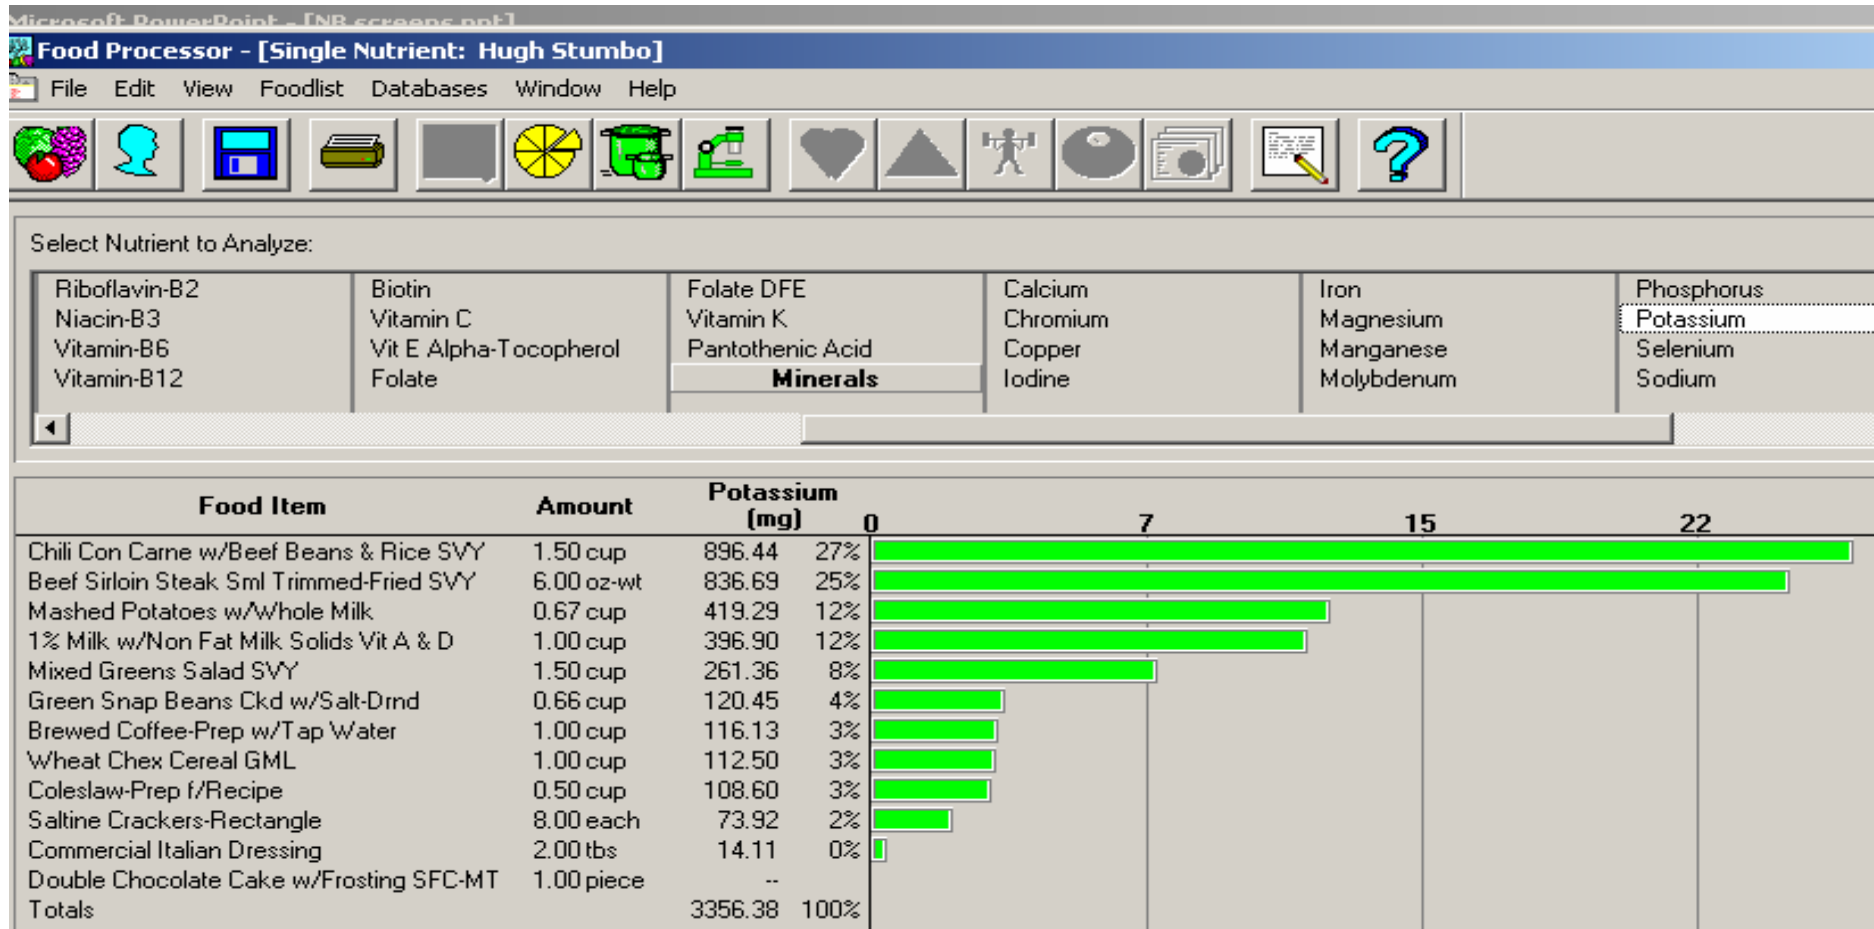 Microsoft PowerPoint - [NB screens.ppt]
Food Processor - [Single Nutrient: Hugh Stumbo]
File Edit View Foodlist Databases Window Help
Select Nutrient to Analyze:
Riboflavin-B2 Biotin Folate DFE Calcium Iron Phosphorus
Niacin-B3 Vitamin C Vitamin K Chromium Magnesium Potassium
Vitamin-B6 Vit E Alpha-Tocopherol Pantothenic Acid Copper Manganese Selenium
Vitamin-B12 Folate Minerals Iodine Molybdenum Sodium
Food Item Amount Potassium (mg) 0 7 15 22
Chili Con Carne w/Beef Beans & Rice SVY 1.50 cup 896.44 27%
Beef Sirloin Steak Sml Trimmed-Fried SVY 6.00 oz-wt 836.69 25%
Mashed Potatoes w/Whole Milk 0.67 cup 419.29 12%
1% Milk w/Non Fat Milk Solids Vit A & D 1.00 cup 396.90 12%
Mixed Greens Salad SVY 1.50 cup 261.36 8%
Green Snap Beans Ckd w/Salt-Drnd 0.66 cup 120.45 4%
Brewed Coffee-Prep w/Tap Water 1.00 cup 116.13 3%
Wheat Chex Cereal GML 1.00 cup 112.50 3%
Coleslaw-Prep f/Recipe 0.50 cup 108.60 3%
Saltine Crackers-Rectangle 8.00 each 73.92 2%
Commercial Italian Dressing 2.00 tbs 14.11 0%
Double Chocolate Cake w/Frosting SFC-MT 1.00 piece --
Totals 3356.38 100%